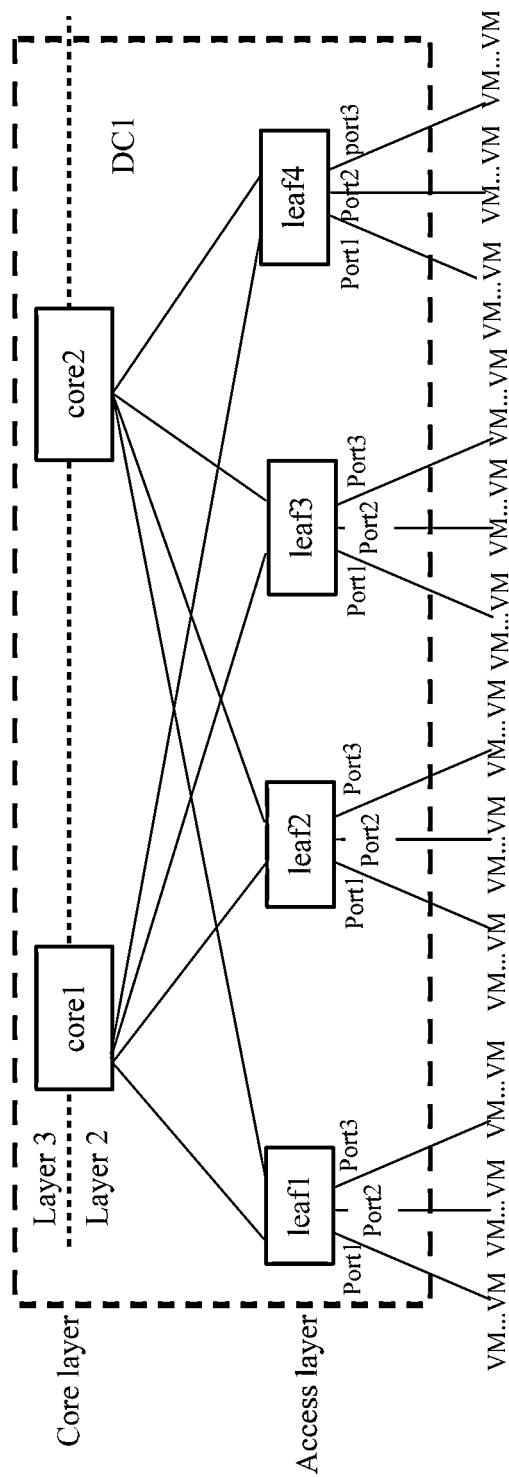 Core layer
Layer 3
Layer 2
core1
core2
DC1
Access layer
leaf1
leaf2
leaf3
leaf4
Port1
Port2
Port3
Port1
Port2
Port3
Port1
Port2
Port3
Port1
Port2
port3
VM...VM
VM...VM
VM...VM
VM...VM
VM...VM
VM...VM
VM...VM
VM...VM
VM...VM
VM...VM
VM...VM
VM...VM